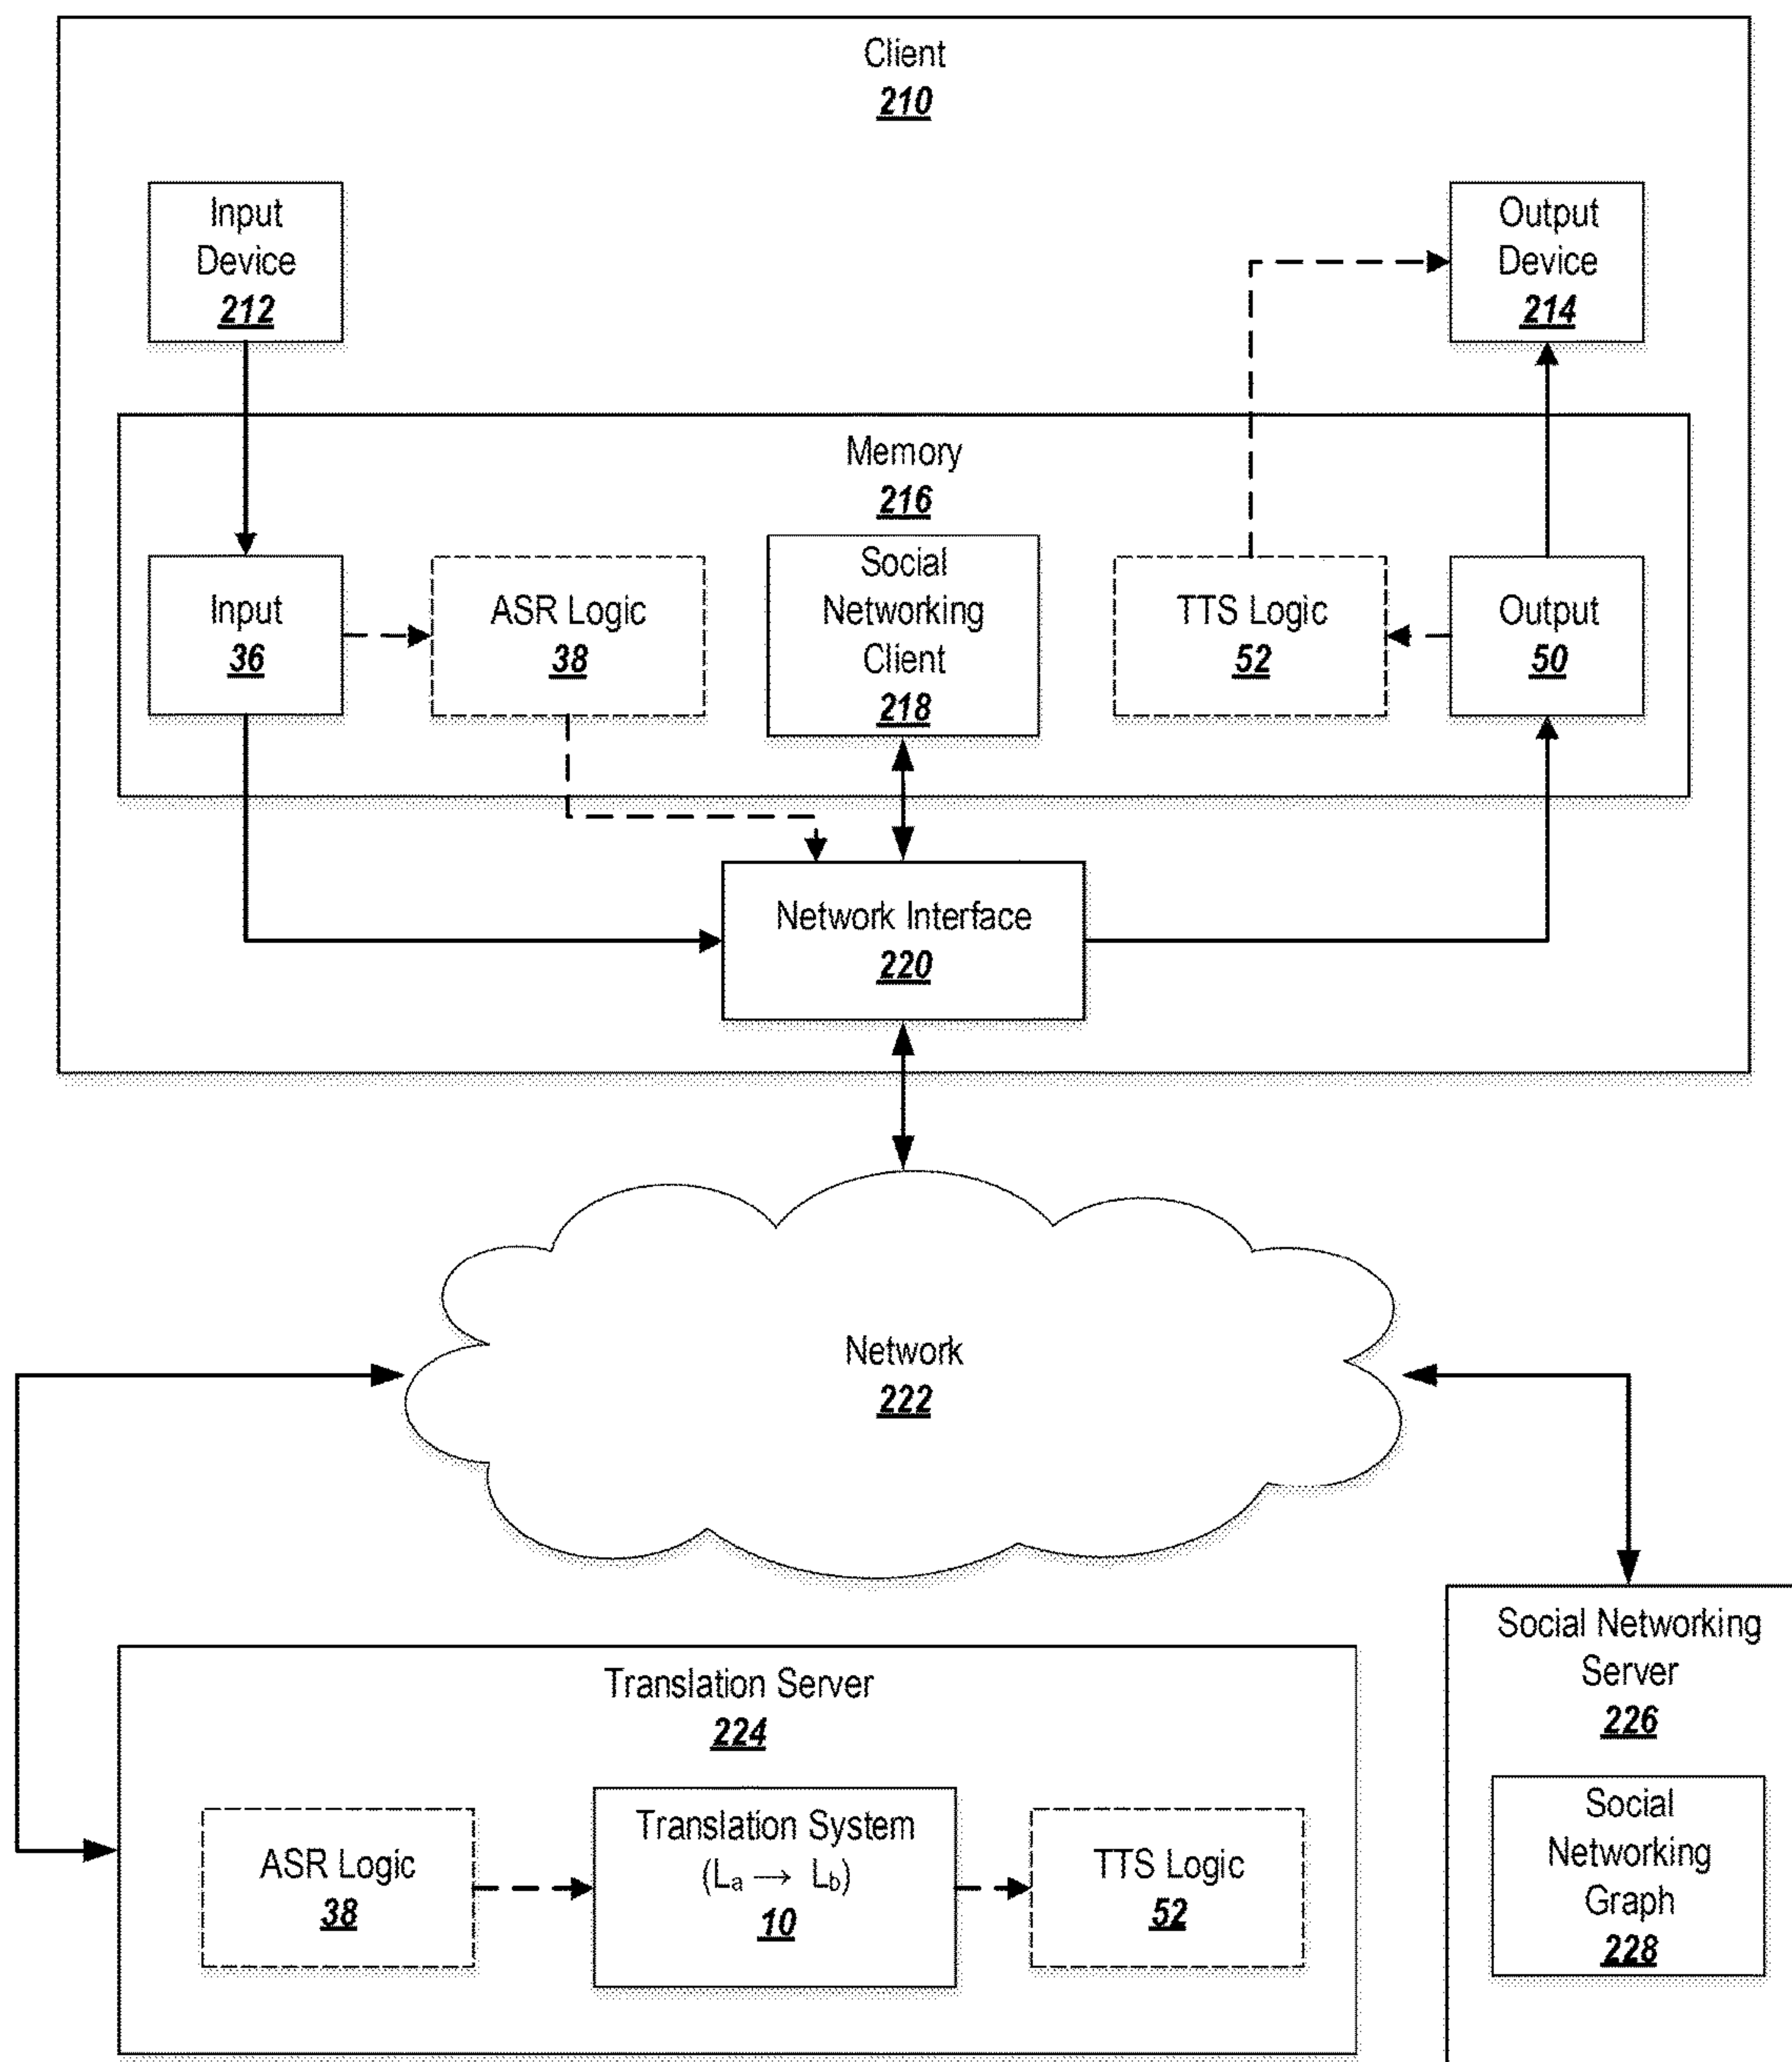 Client
210
Input
Device
212
Output
Device
214
Memory
216
Input
36
ASR Logic
38
Social
Networking
Client
218
TTS Logic
52
Output
50
Network Interface
220
Network
222
Translation Server
224
ASR Logic
38
Translation System
(La → Lb)
10
TTS Logic
52
Social Networking
Server
226
Social
Networking
Graph
228